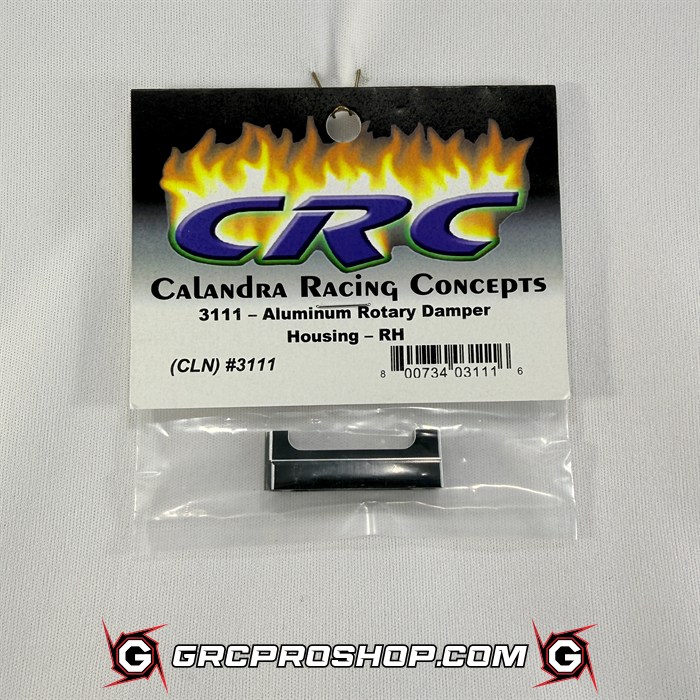 CRC
Calandra Racing Concepts
3111 – Aluminum Rotary Damper
Housing – RH
(CLN) #3111
8 00734 03111 6
G GRCPROSHOP.COM G